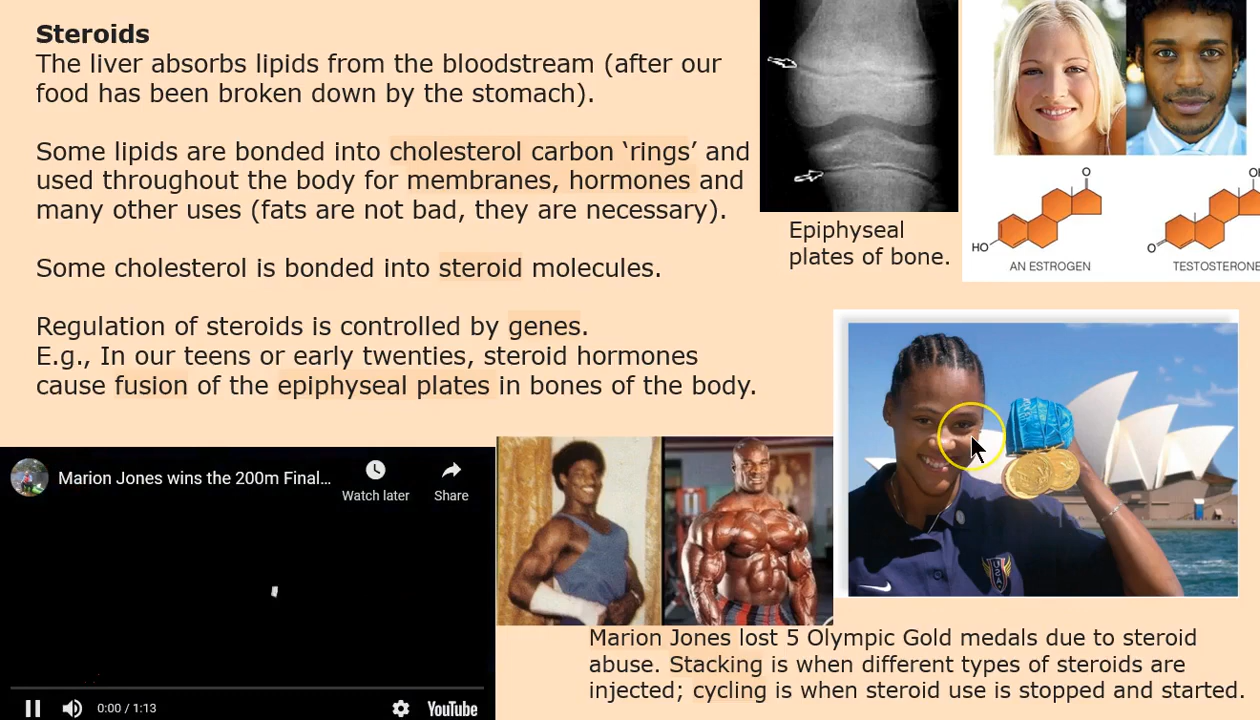 Steroids
The liver absorbs lipids from the bloodstream (after our
food has been broken down by the stomach).
Some lipids are bonded into cholesterol carbon ‘rings’ and
used throughout the body for membranes, hormones and
many other uses (fats are not bad, they are necessary).
Some cholesterol is bonded into steroid molecules.
Regulation of steroids is controlled by genes.
E.g., In our teens or early twenties, steroid hormones
cause fusion of the epiphyseal plates in bones of the body.
Epiphyseal
plates of bone.
O
HO
AN ESTROGEN
OH
O
TESTOSTERONE
Marion Jones wins the 200m Final...
Watch later
Share
0:00 / 1:13
YouTube
USA
Marion Jones lost 5 Olympic Gold medals due to steroid
abuse. Stacking is when different types of steroids are
injected; cycling is when steroid use is stopped and started.